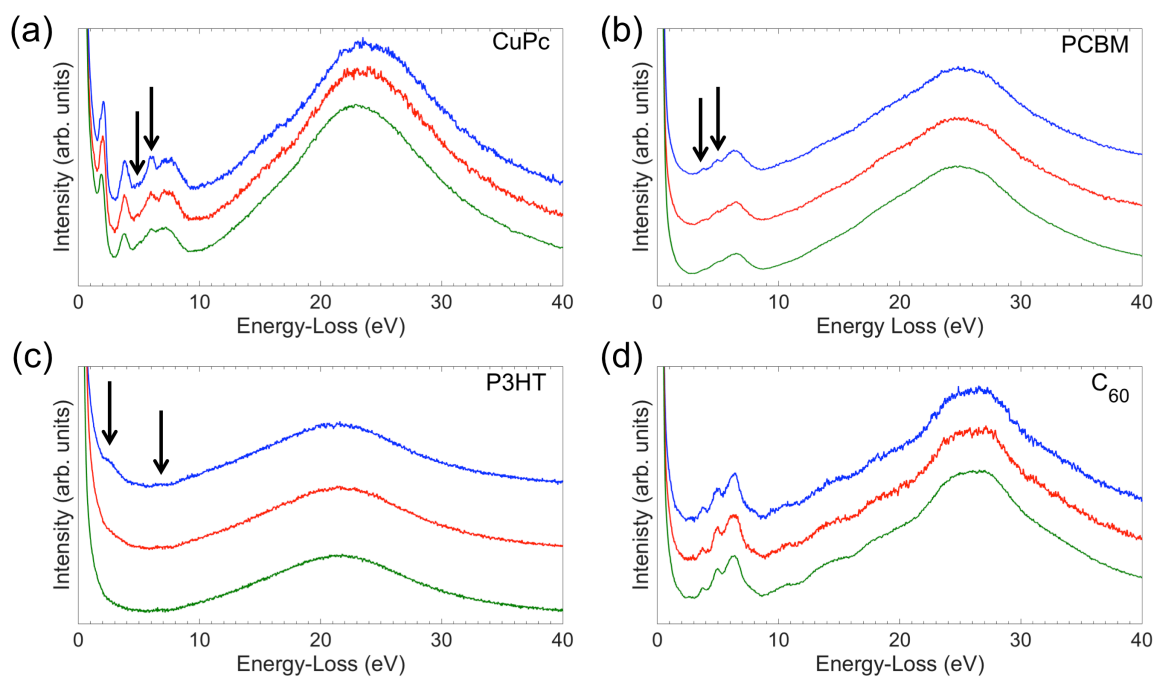 (a)
CuPc
Intensity (arb. units)
0 10 20 30 40
Energy-Loss (eV)
(b)
PCBM
Intensity (arb. units)
0 10 20 30 40
Energy Loss (eV)
(c)
P3HT
Intensity (arb. units)
0 10 20 30 40
Energy-Loss (eV)
(d)
C60
Intenisty (arb. units)
0 10 20 30 40
Energy-Loss (eV)